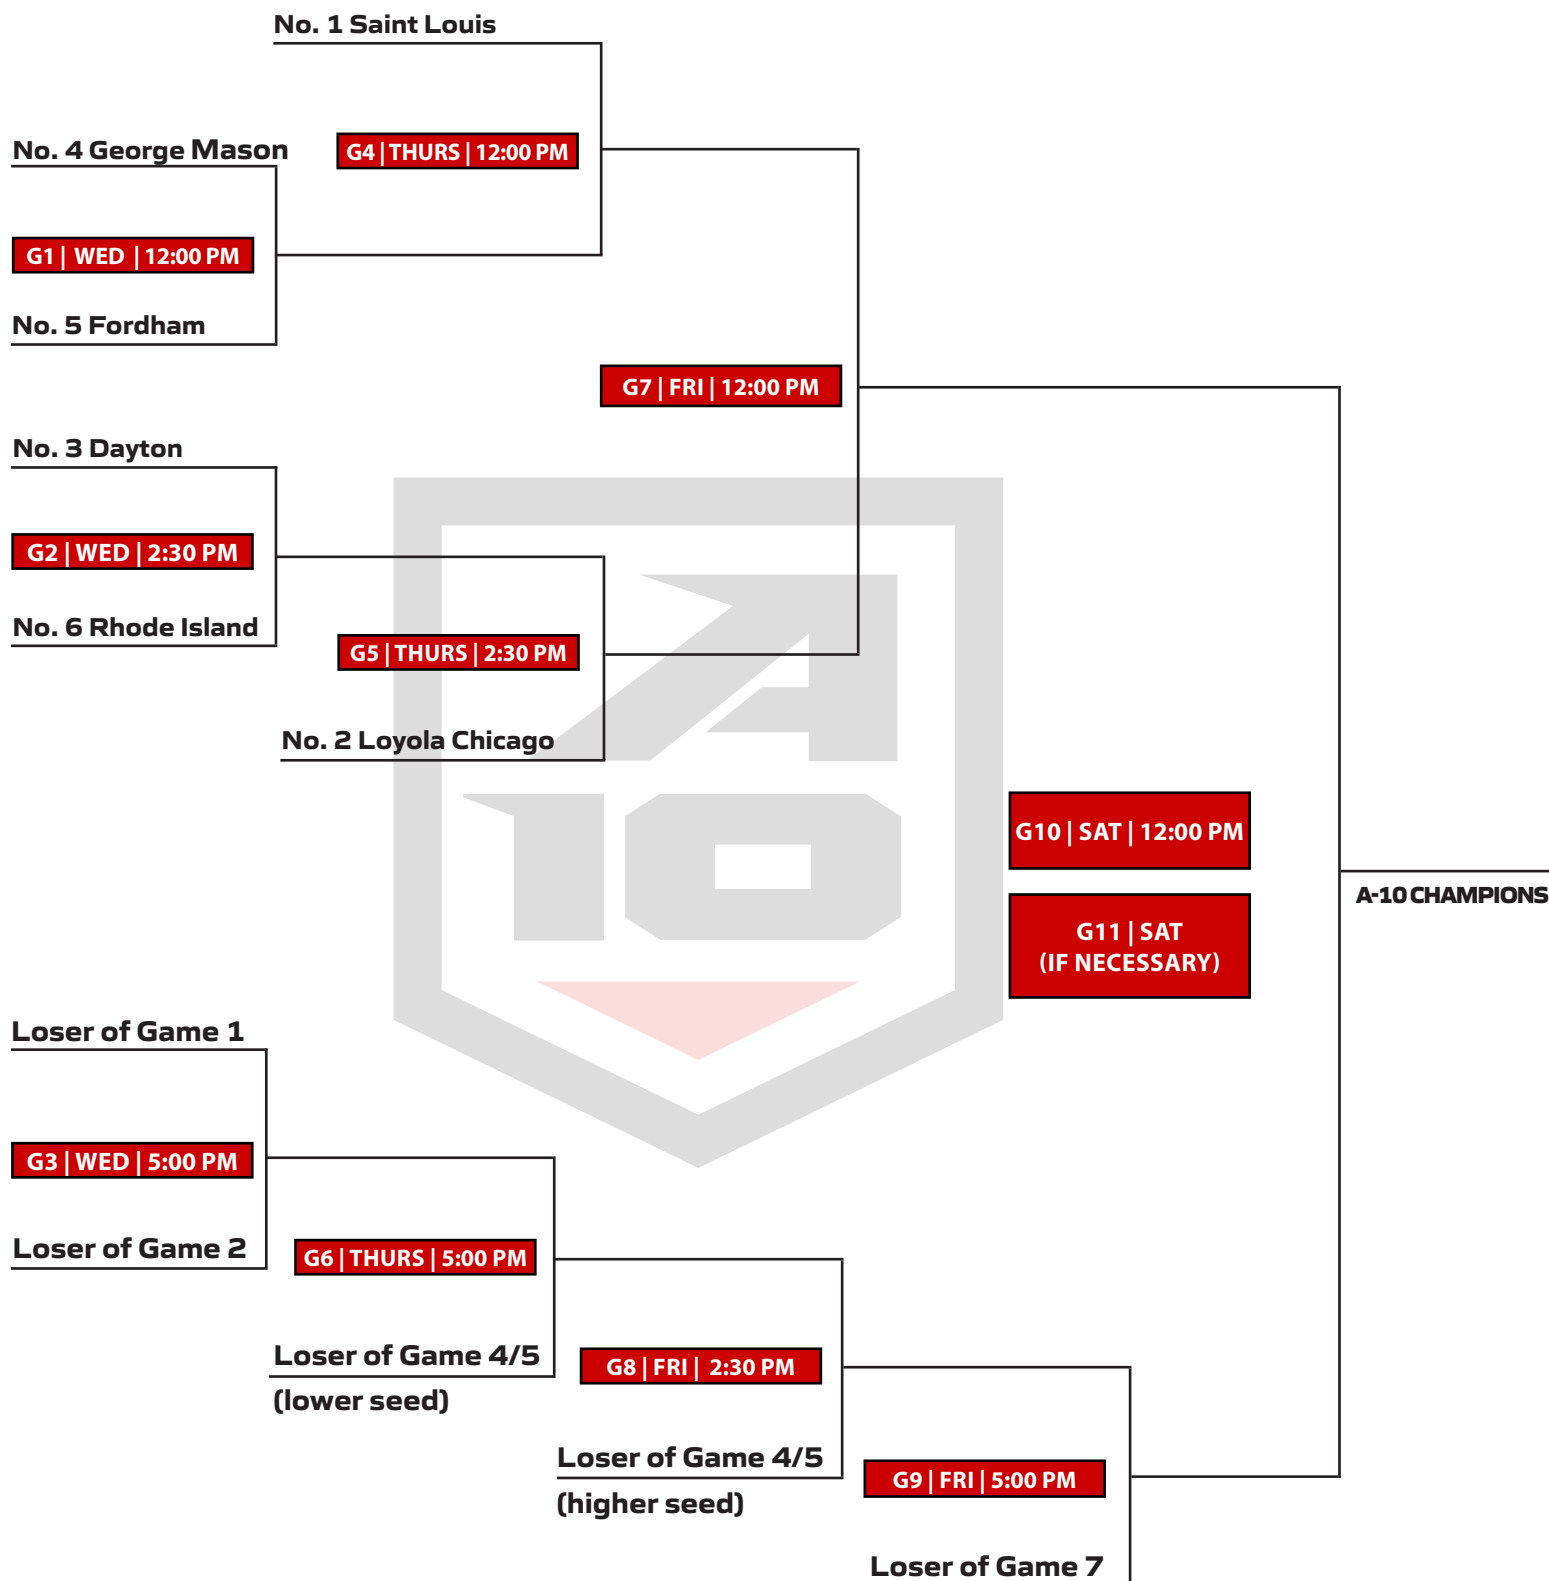 No. 1 Saint Louis
No. 4 George Mason
G4 | THURS | 12:00 PM
G1 | WED | 12:00 PM
No. 5 Fordham
G7 | FRI | 12:00 PM
No. 3 Dayton
G2 | WED | 2:30 PM
No. 6 Rhode Island
G5 | THURS | 2:30 PM
No. 2 Loyola Chicago
A
10
G10 | SAT | 12:00 PM
A-10 CHAMPIONS
G11 | SAT
(IF NECESSARY)
Loser of Game 1
G3 | WED | 5:00 PM
Loser of Game 2
G6 | THURS | 5:00 PM
Loser of Game 4/5
(lower seed)
G8 | FRI | 2:30 PM
Loser of Game 4/5
(higher seed)
G9 | FRI | 5:00 PM
Loser of Game 7